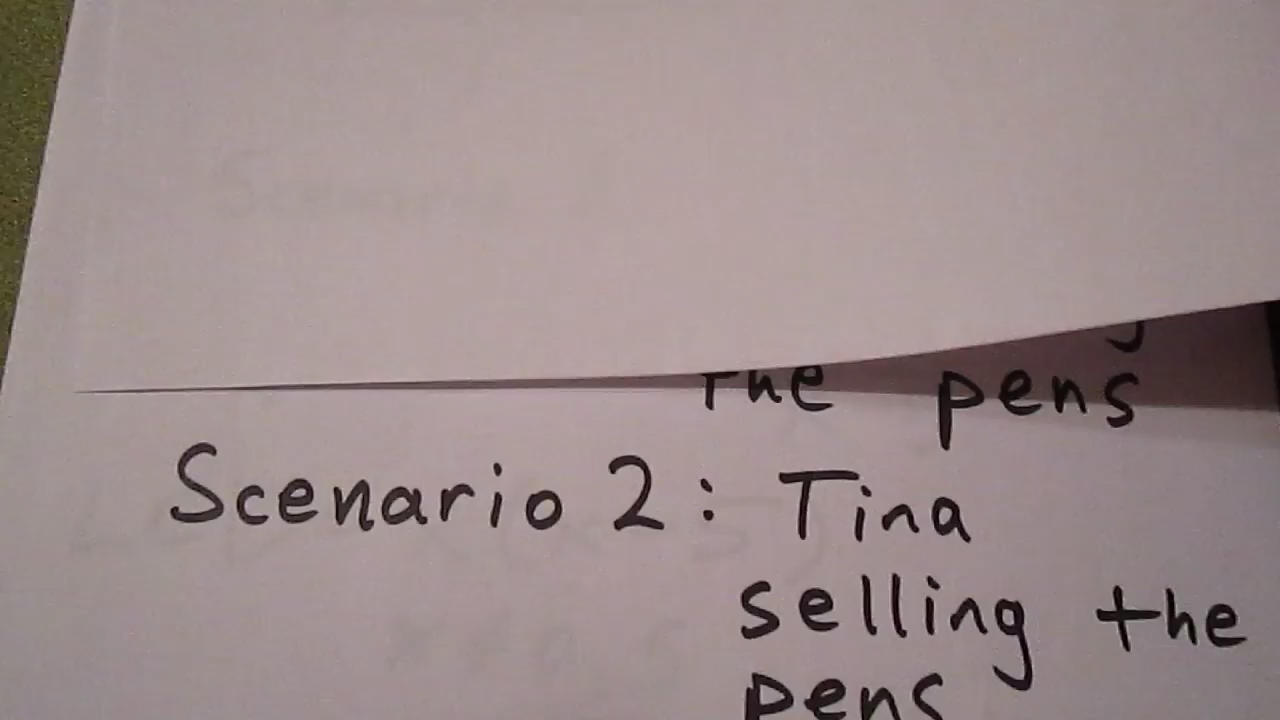 the pens
Scenario 2: Tina
selling the
pens